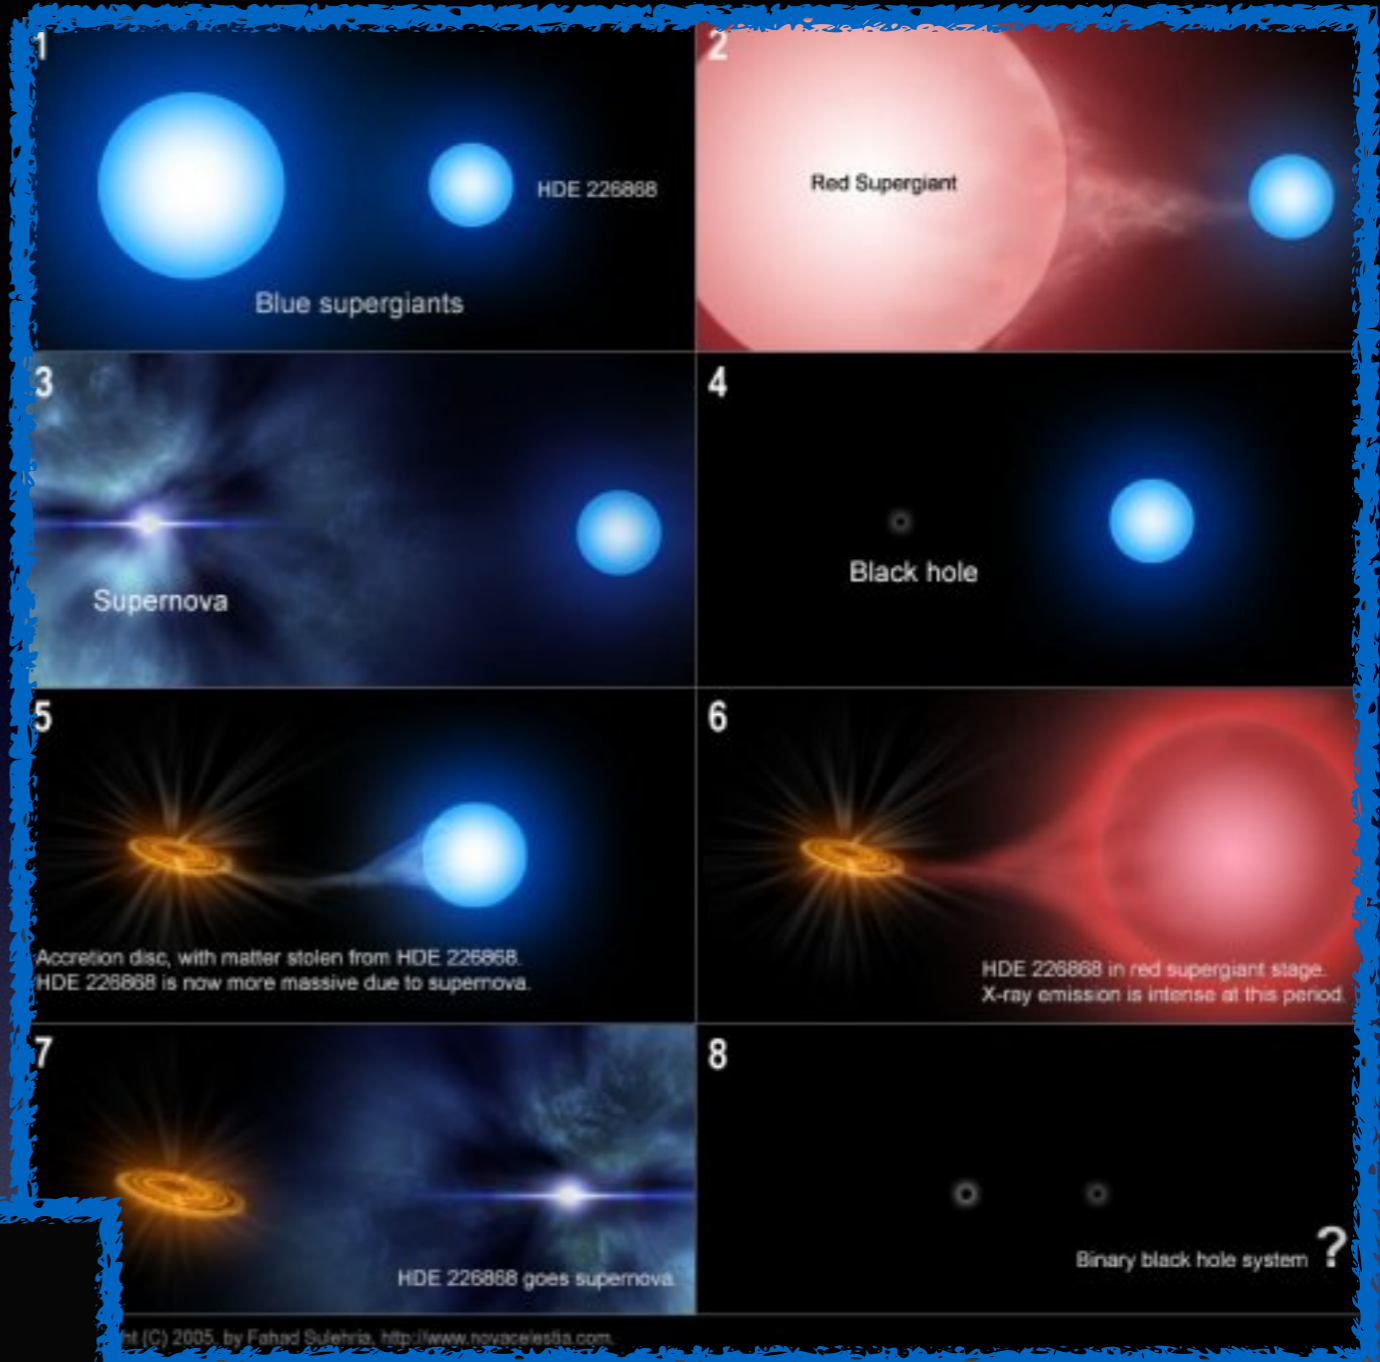 1
HDE 226868
Blue supergiants
2
Red Supergiant
3
Supernova
4
Black hole
5
Accretion disc, with matter stolen from HDE 226868.
HDE 226868 is now more massive due to supernova.
6
HDE 226868 in red supergiant stage.
X-ray emission is intense at this period.
7
HDE 226868 goes supernova.
8
Binary black hole system ?
ht (C) 2005, by Fahad Sulehria, http://www.novacelestia.com.